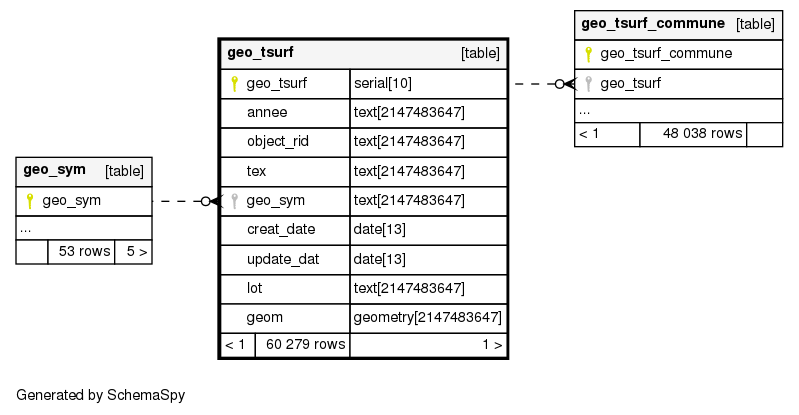 geo_sym [table]
geo_sym
...
53 rows 5 >
geo_tsurf [table]
geo_tsurf serial[10]
annee text[2147483647]
object_rid text[2147483647]
tex text[2147483647]
geo_sym text[2147483647]
creat_date date[13]
update_dat date[13]
lot text[2147483647]
geom geometry[2147483647]
< 1 60 279 rows 1 >
geo_tsurf_commune [table]
geo_tsurf_commune
geo_tsurf
...
< 1 48 038 rows
Generated by SchemaSpy